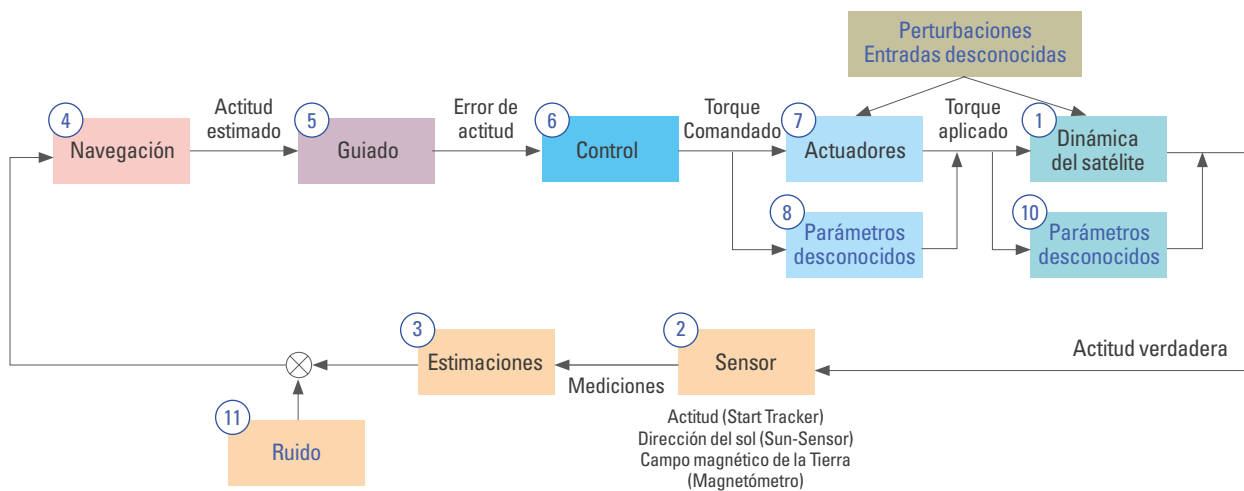 Perturbaciones
Entradas desconocidas
4
Navegación
Actitud
estimado
5
Guiado
Error de
actitud
6
Control
Torque
Comandado
7
Actuadores
Torque
aplicado
1
Dinámica
del satélite
8
Parámetros
desconocidos
10
Parámetros
desconocidos
3
Estimaciones
Mediciones
2
Sensor
Actitud verdadera
Actitud (Start Tracker)
Dirección del sol (Sun-Sensor)
Campo magnético de la Tierra
(Magnetómetro)
11
Ruido